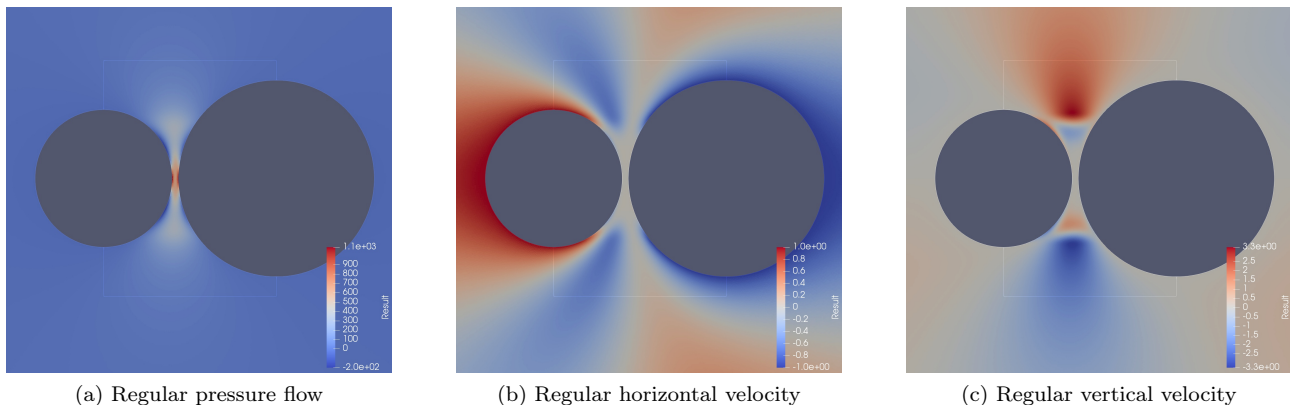 1.1e+03
900
800
700
600
500
400
300
200
100
0
-2.0e+02
Result
1.0e+00
0.8
0.6
0.4
0.2
0
-0.2
-0.4
-0.6
-0.8
-1.0e+00
Result
3.3e+00
2.5
2
1.5
1
0.5
0
-0.5
-1
-1.5
-2
-2.5
-3.3e+00
Result
(a) Regular pressure flow
(b) Regular horizontal velocity
(c) Regular vertical velocity